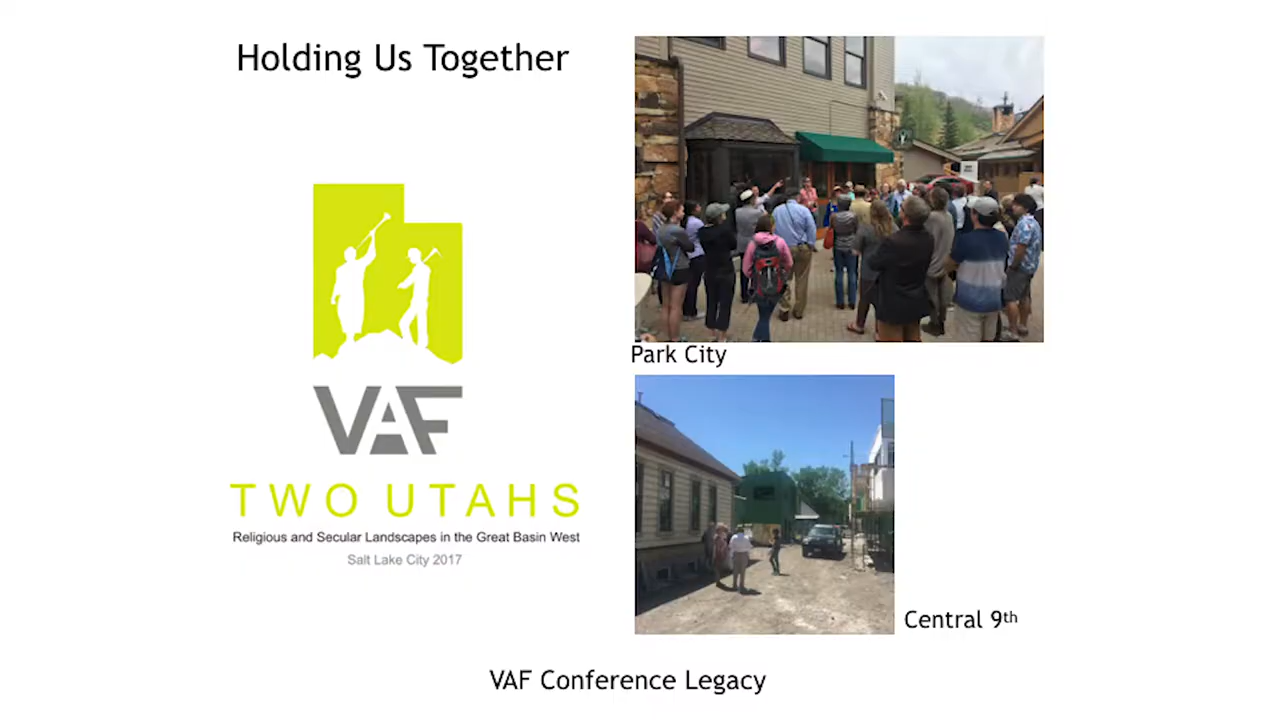 Holding Us Together
VAF
TWO UTAHS
Religious and Secular Landscapes in the Great Basin West
Salt Lake City 2017
Park City
Central 9th
VAF Conference Legacy